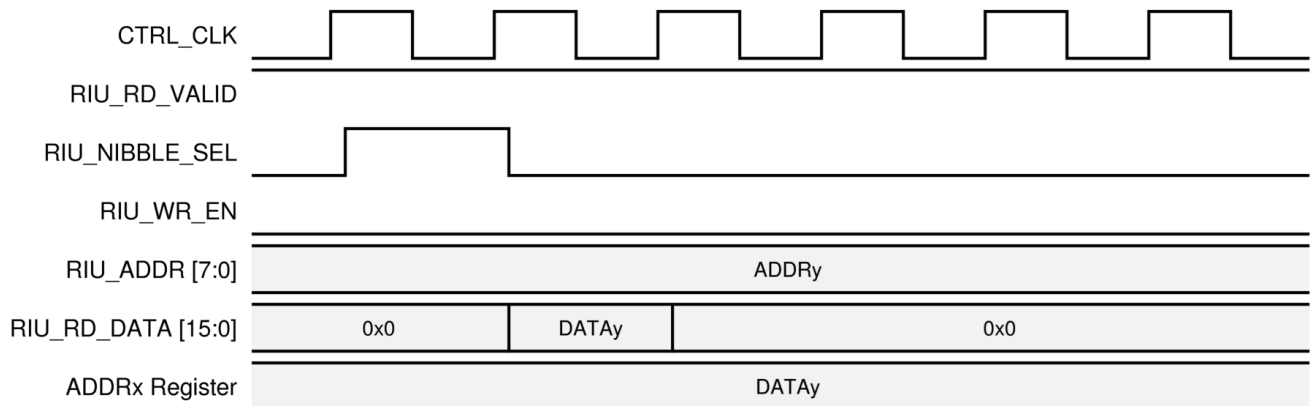 CTRL_CLK
RIU_RD_VALID
RIU_NIBBLE_SEL
RIU_WR_EN
RIU_ADDR [7:0] ADDRy
RIU_RD_DATA [15:0] 0x0 DATAy 0x0
ADDRx Register DATAy